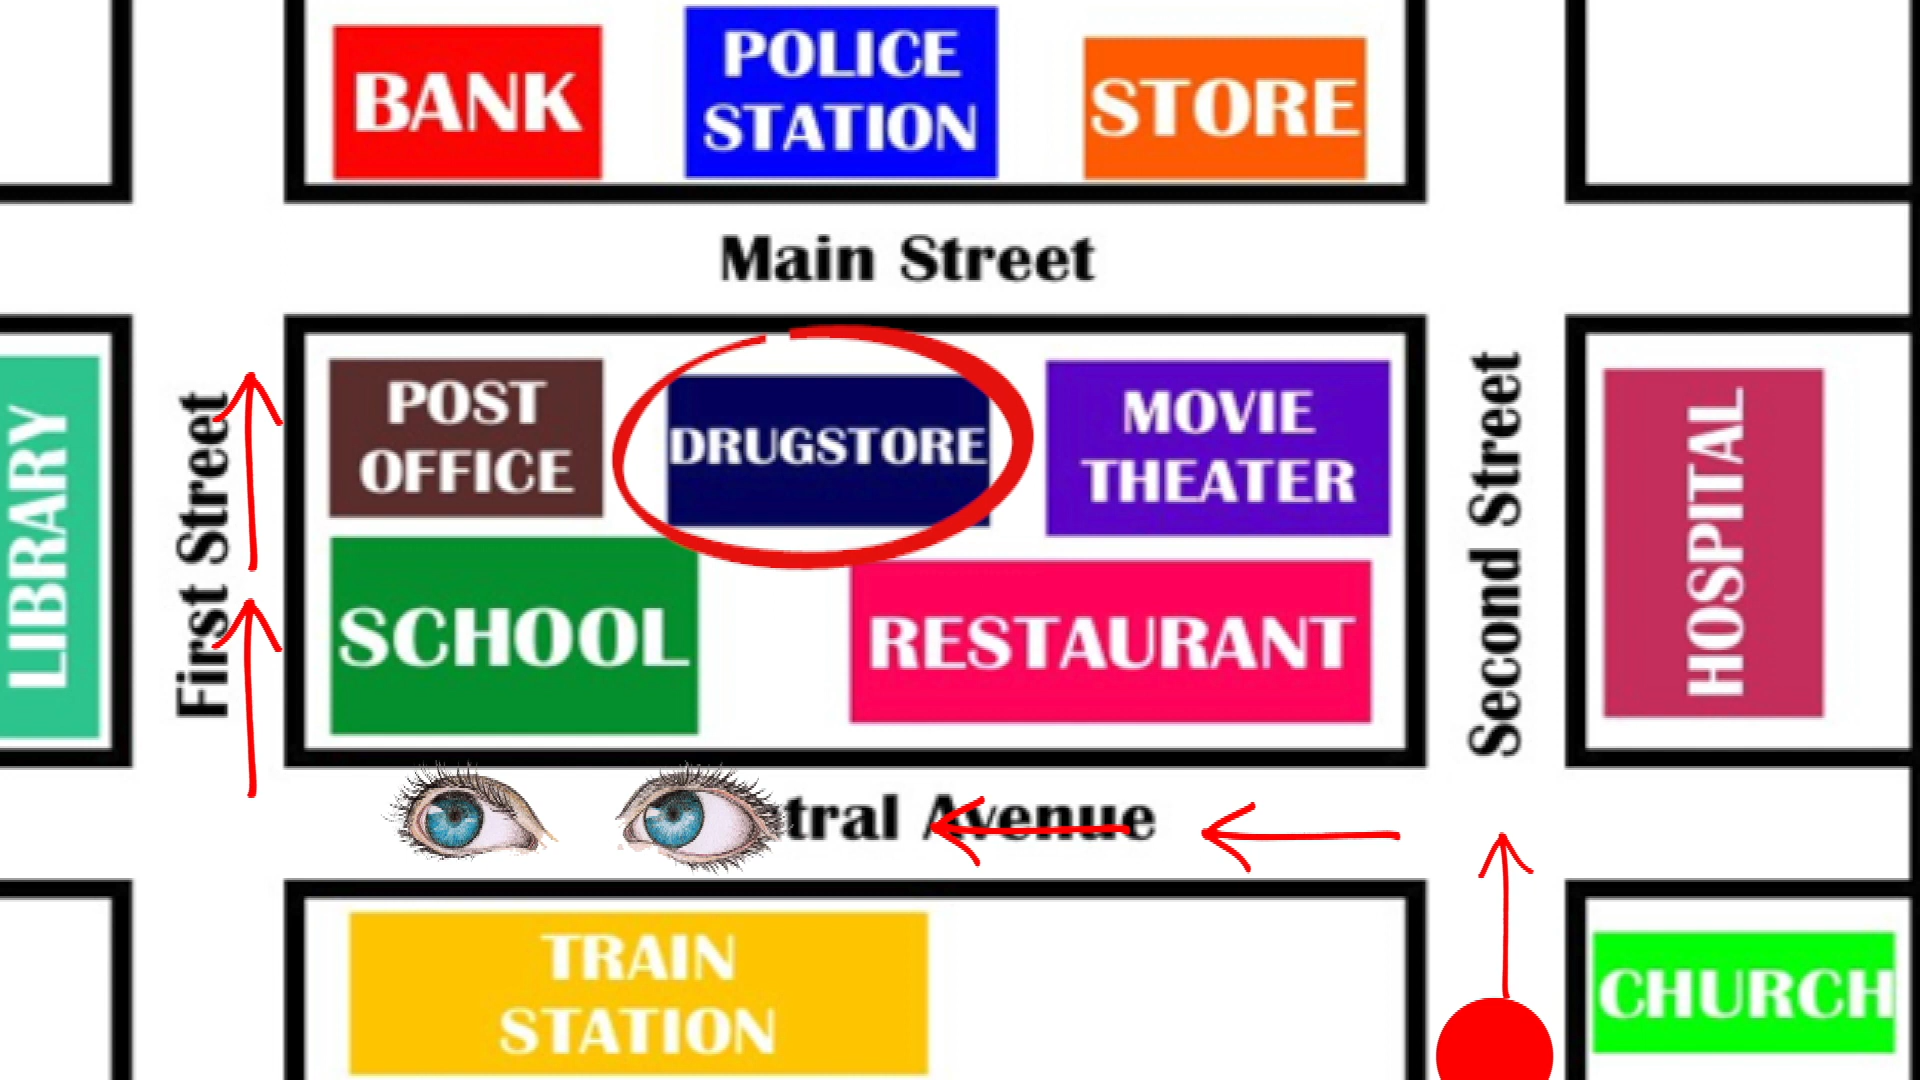 BANK
POLICE
STATION
STORE
Main Street
POST
OFFICE
DRUGSTORE
MOVIE
THEATER
LIBRARY
First Street
SCHOOL
RESTAURANT
Second Street
HOSPITAL
tral Avenue
TRAIN
STATION
CHURCH